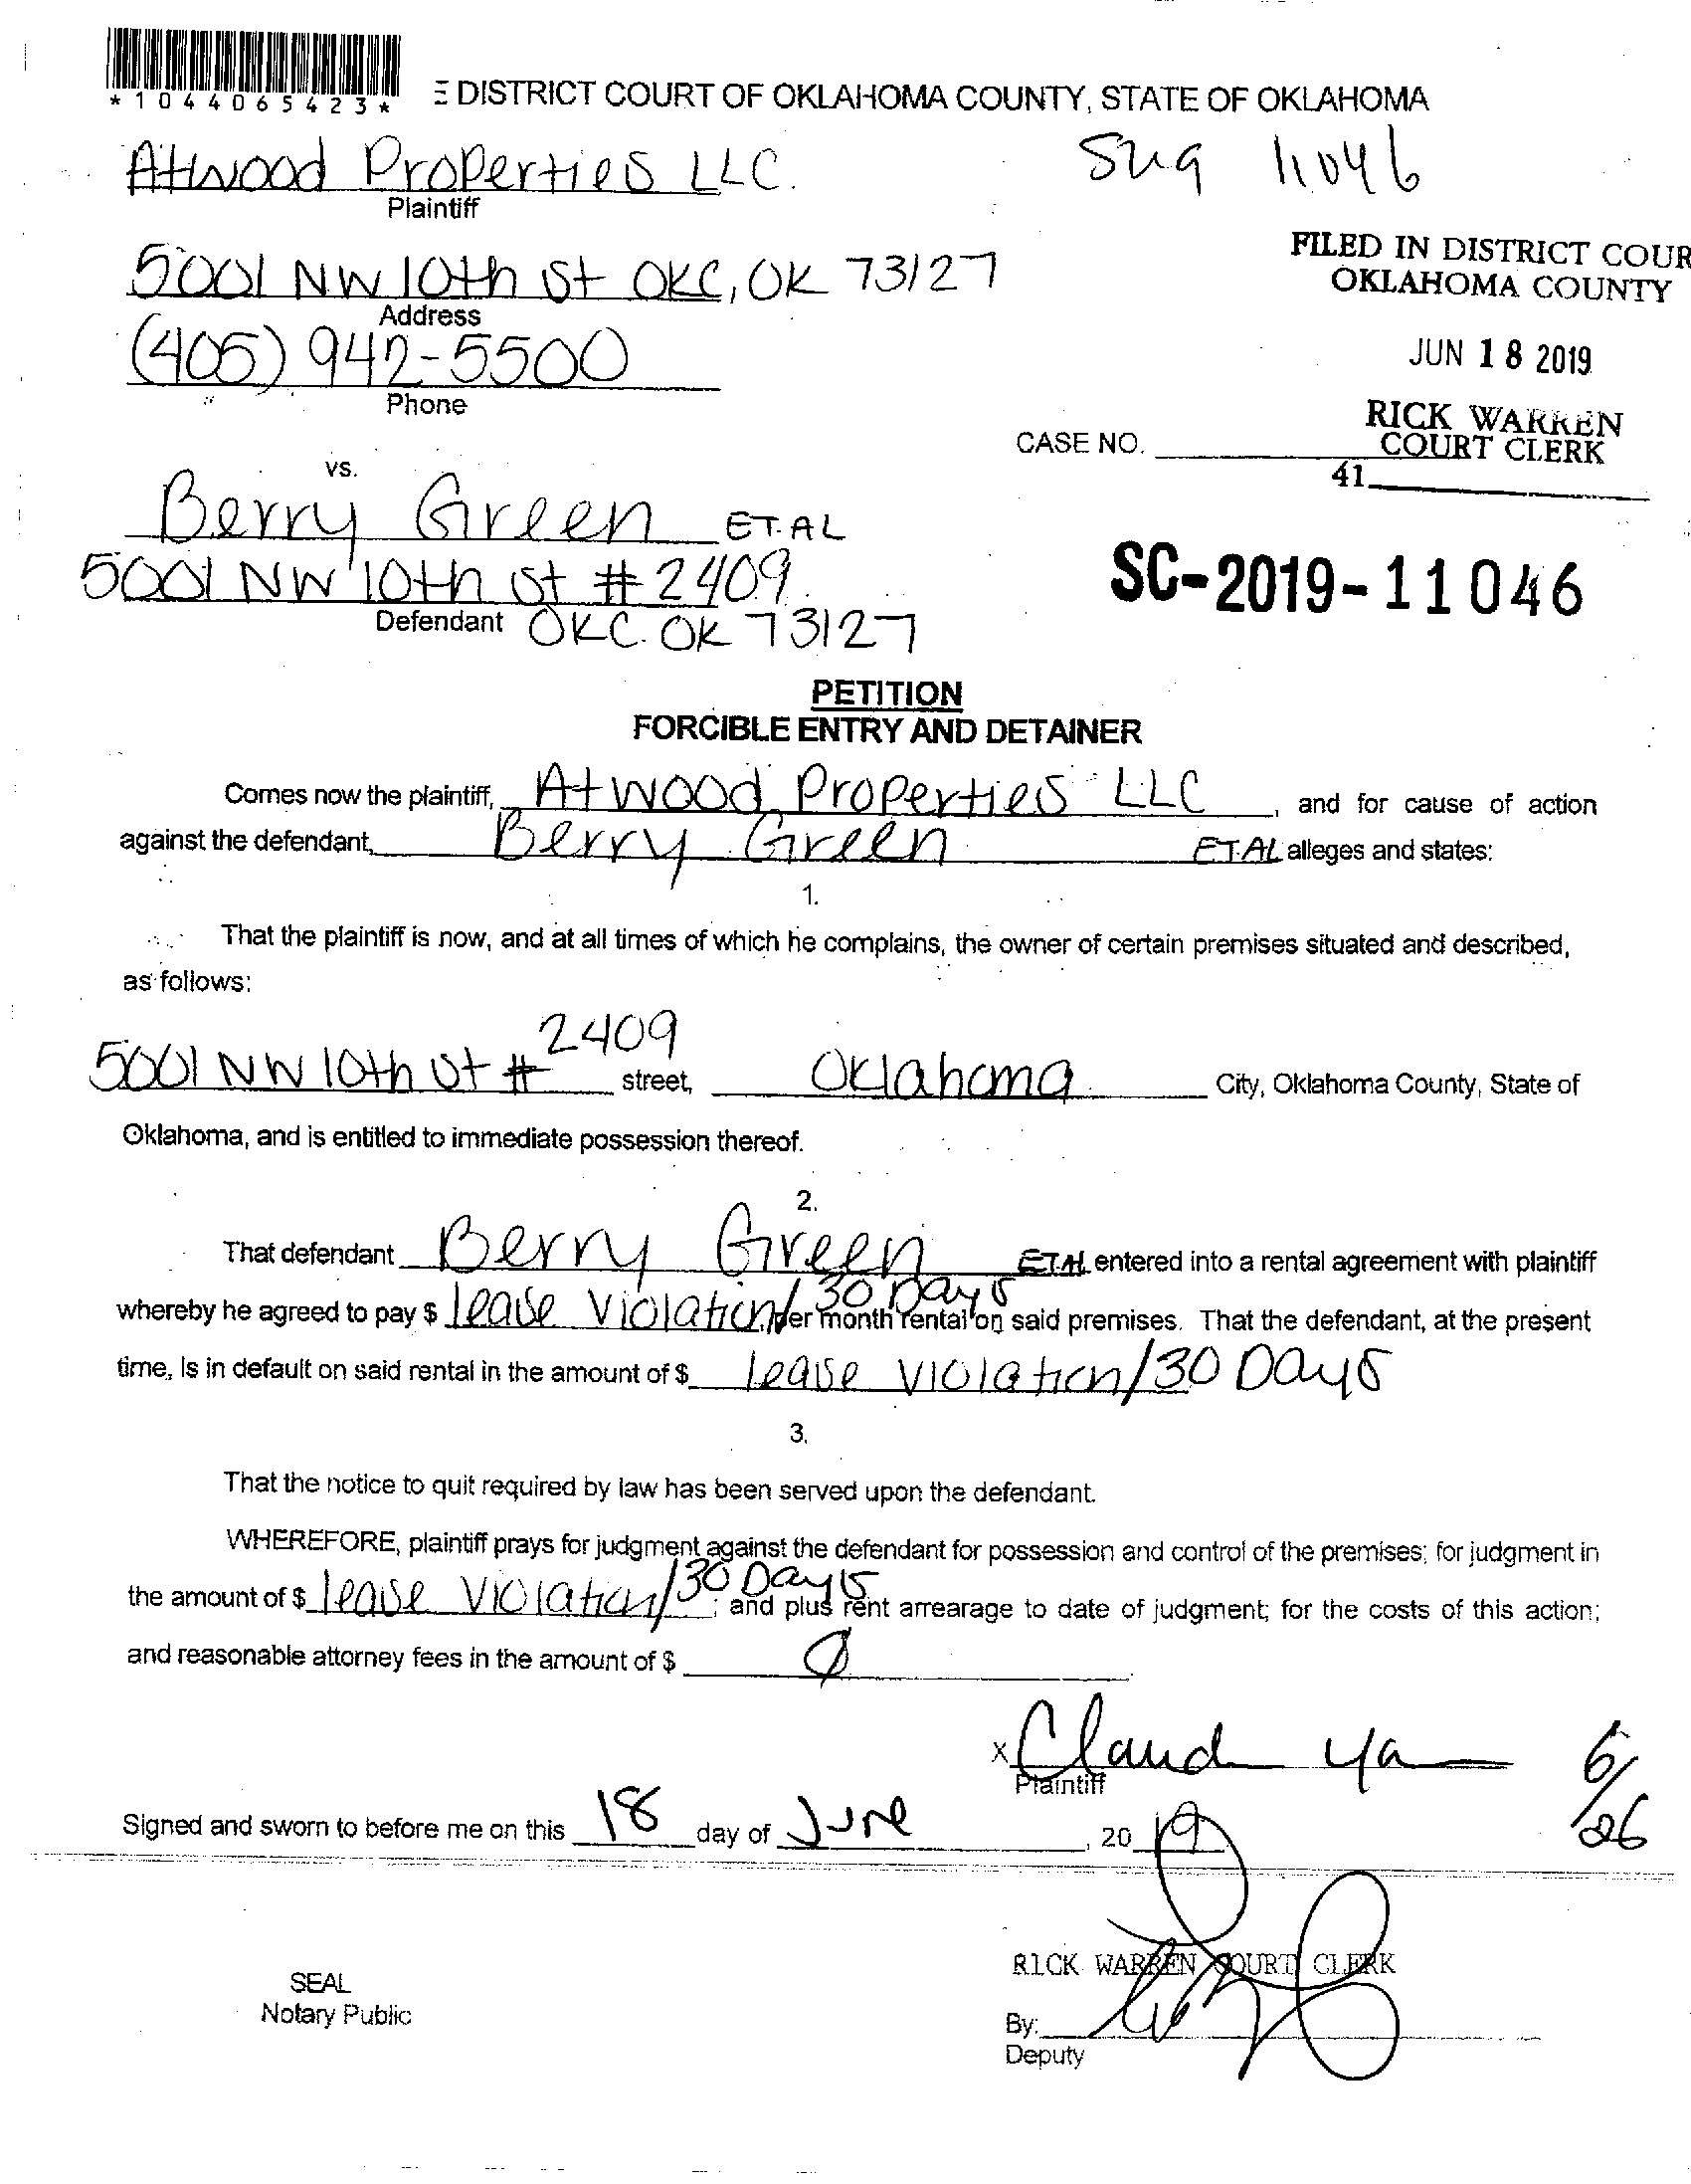 *1044065423*
E DISTRICT COURT OF OKLAHOMA COUNTY, STATE OF OKLAHOMA
Atwood Properties LLC.
11046
Plaintiff
5001 NW 10th St OKC, OK 73127
Address
FILED IN DISTRICT COUR
OKLAHOMA COUNTY
(405) 942-5500
Phone
JUN 18 2019
RICK WARREN
COURT CLERK
CASE NO.
41
vs.
Berry Green ET.AL
5001 NW 10th St # 2409
Defendant OKC. OK 73127
SC-2019-11046
PETITION
FORCIBLE ENTRY AND DETAINER
Comes now the plaintiff, Atwood Properties LLC, and for cause of action
against the defendant, Berry Green ET.AL alleges and states:
1.
That the plaintiff is now, and at all times of which he complains, the owner of certain premises situated and described,
as follows:
5001 NW 10th St # 2409 street, Oklahoma City, Oklahoma County, State of
Oklahoma, and is entitled to immediate possession thereof.
2.
That defendant Berry Green ET.AL entered into a rental agreement with plaintiff
whereby he agreed to pay $ lease violation/30 Days per month rental on said premises. That the defendant, at the present
time, is in default on said rental in the amount of $ lease violation/30 Days
3.
That the notice to quit required by law has been served upon the defendant.
WHEREFORE, plaintiff prays for judgment against the defendant for possession and control of the premises; for judgment in
the amount of $ lease violation/30 Days; and plus rent arrearage to date of judgment; for the costs of this action;
and reasonable attorney fees in the amount of $ 0
x
Plaintiff
6/26
Signed and sworn to before me on this 18 day of June, 2019
RICK WARREN COURT CLERK
SEAL
Notary Public
By:
Deputy